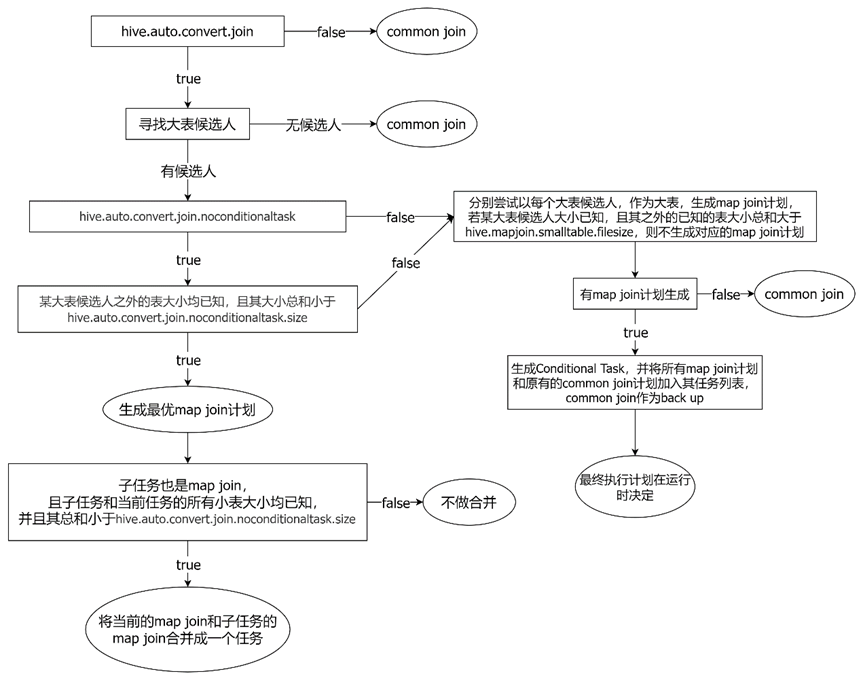 hive.auto.convert.join
false
common join
true
寻找大表候选人
无候选人
common join
有候选人
hive.auto.convert.join.noconditionaltask
false
分别尝试以每个大表候选人，作为大表，生成map join计划，
若某大表候选人大小已知，且其之外的已知的表大小总和大于
hive.mapjoin.smalltable.filesize，则不生成对应的map join计划
true
false
某大表候选人之外的表大小均已知，且其大小总和小于
hive.auto.convert.join.noconditionaltask.size
有map join计划生成
false
common join
true
true
生成最优map join计划
生成Conditional Task，并将所有map join计划
和原有的common join计划加入其任务列表，
common join作为back up
子任务也是map join，
且子任务和当前任务的所有小表大小均已知，
并且其总和小于hive.auto.convert.join.noconditionaltask.size
false
不做合并
最终执行计划在运行
时决定
true
将当前的map join和子任务的
map join合并成一个任务